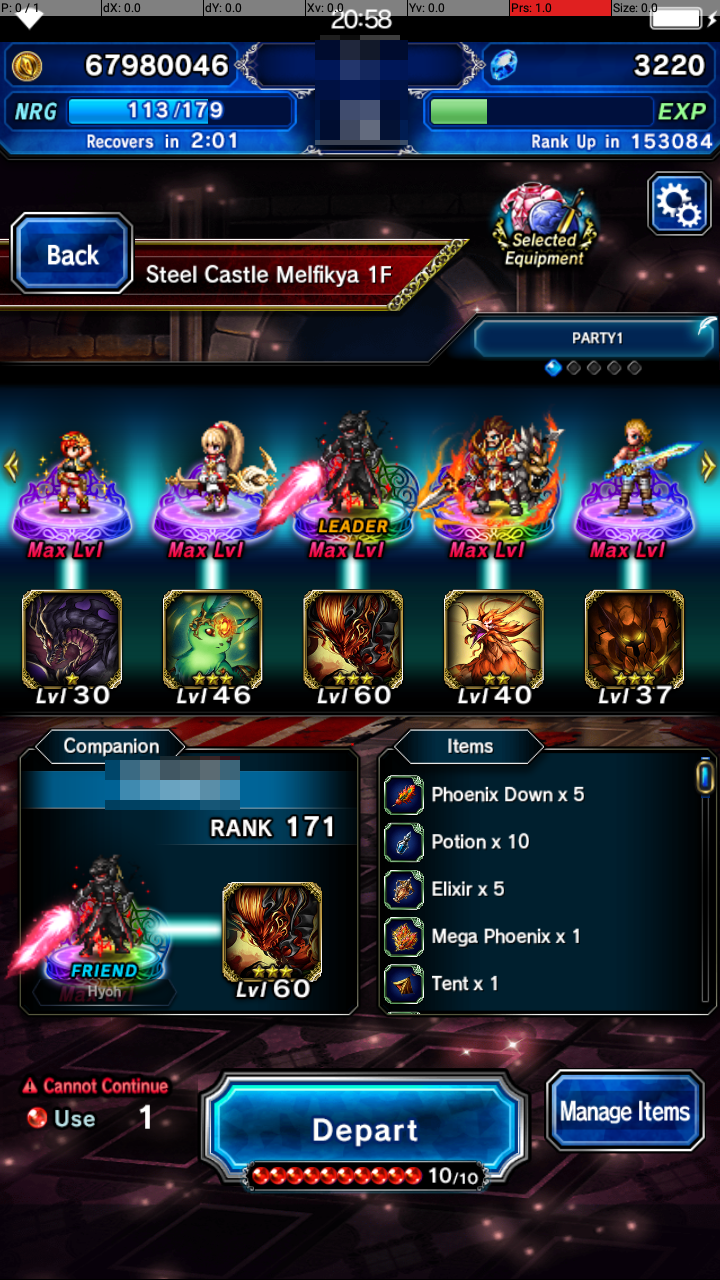 P: 0 / 1 dX: 0.0 dY: 0.0 Xv: 0.0 Yv: 0.0 Prs: 1.0 Size: 0.0
20:58
67980046
3220
NRG 113/179
EXP
Recovers in 2:01
Rank Up in 153084
Selected
Equipment
Back
Steel Castle Melfikya 1F
PARTY1
LEADER
Max Lvl Max Lvl Max Lvl Max Lvl Max Lvl
Lvl 30 Lvl 46 Lvl 60 Lvl 40 Lvl 37
Companion
RANK 171
FRIEND
Max Lvl
Hyoh
Lvl 60
Items
Phoenix Down x 5
Potion x 10
Elixir x 5
Mega Phoenix x 1
Tent x 1
Cannot Continue
Use 1
Depart
10/10
Manage Items